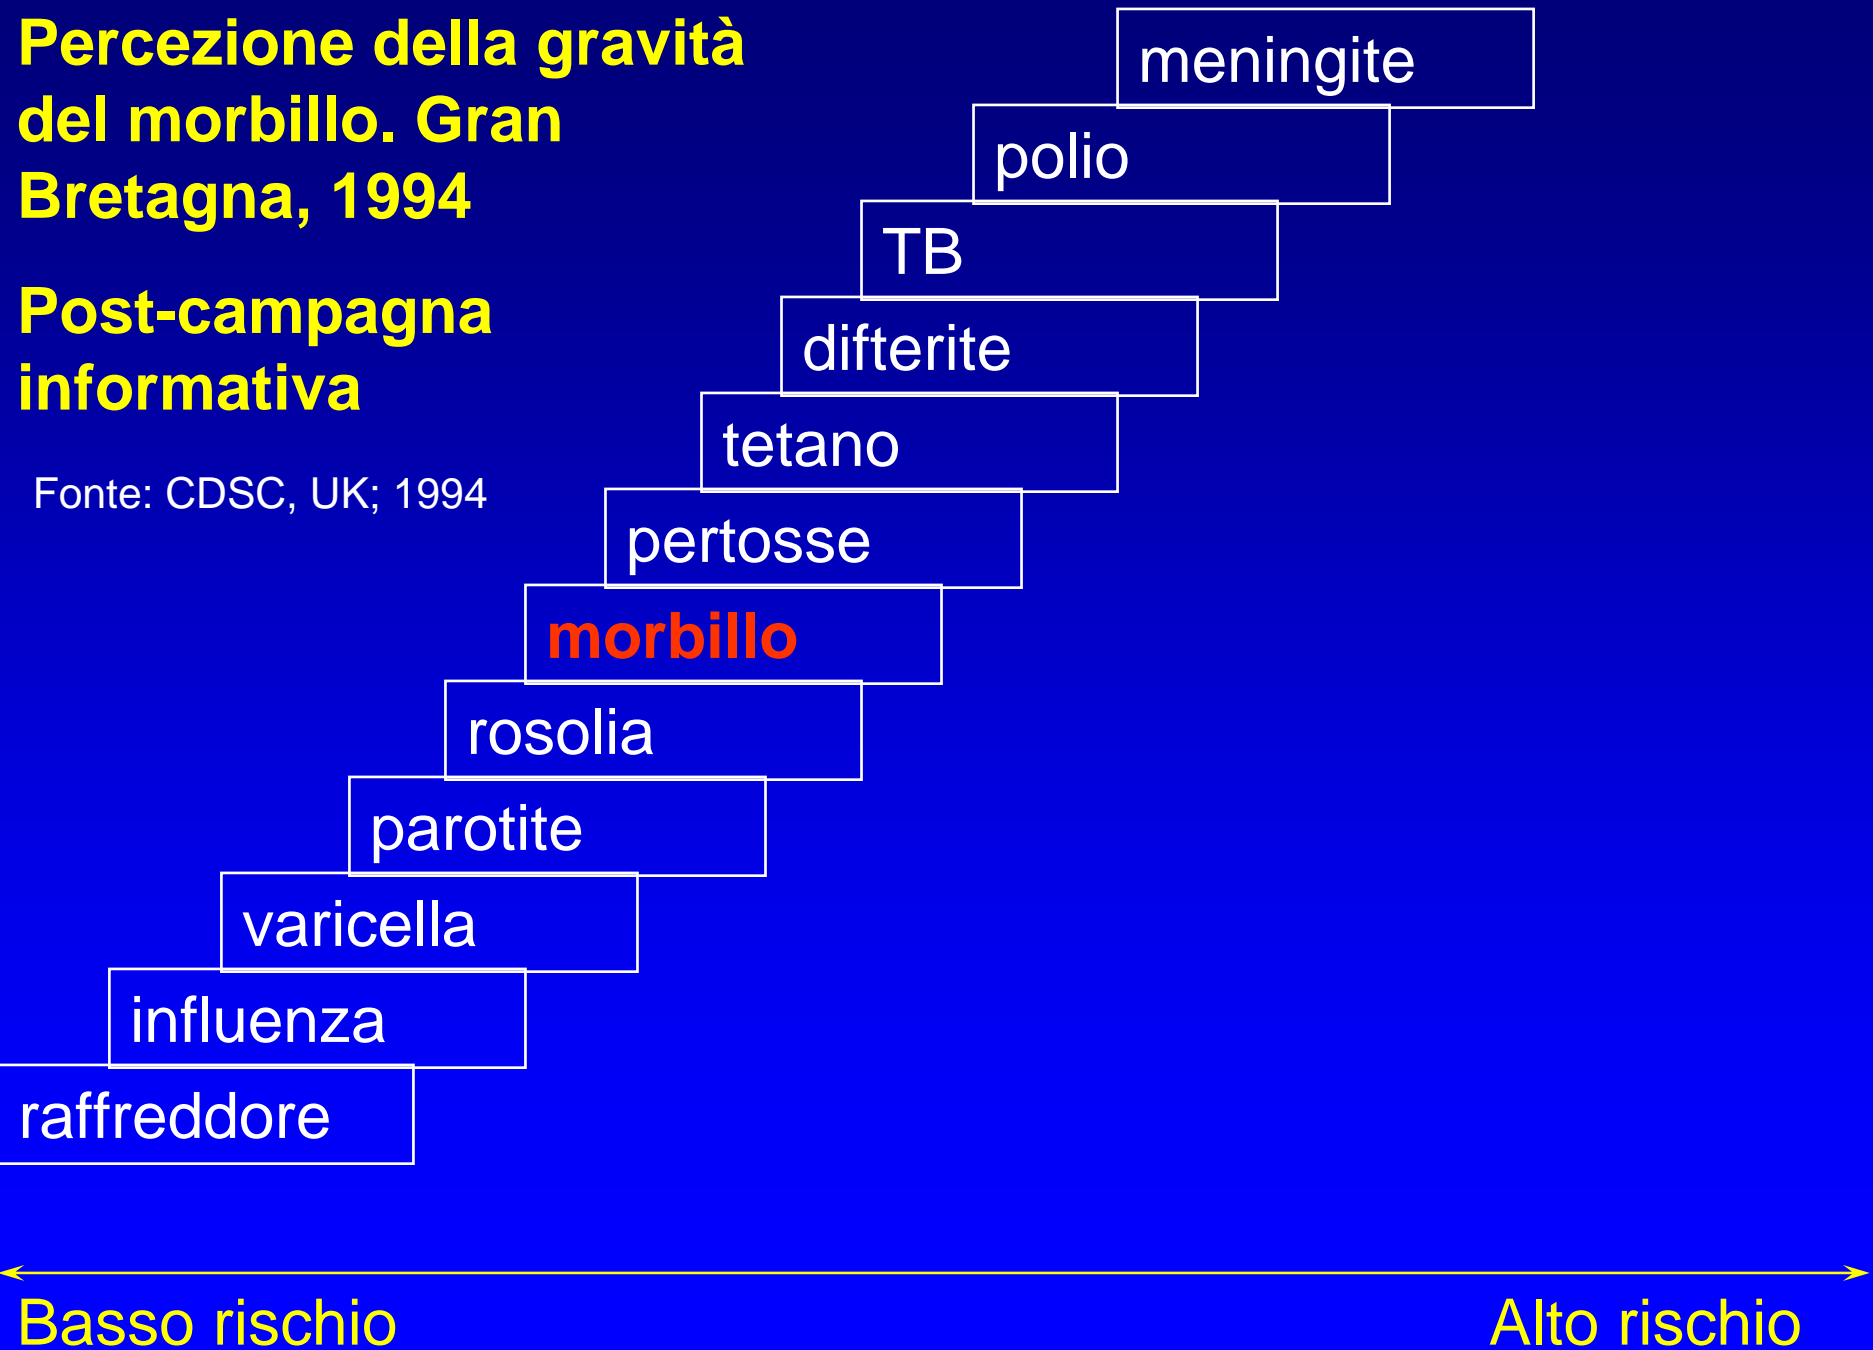 Percezione della gravità
del morbillo. Gran
Bretagna, 1994
Post-campagna
informativa
Fonte: CDSC, UK; 1994
meningite
polio
TB
difterite
tetano
pertosse
morbillo
rosolia
parotite
varicella
influenza
raffreddore
Basso rischio
Alto rischio